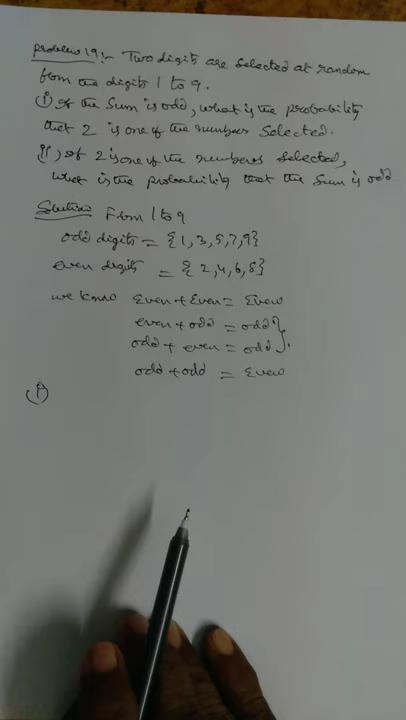 Problem 19:- Two digits are selected at random
from the digits 1 to 9.
(i) If the Sum is odd, what is the probability
that 2 is one of the numbers Selected.
ii) If 2 is one of the numbers Selected,
what is the probability that the Sum is odd
Solution From 1 to 9
odd digits = {1, 3, 5, 7, 9}
even digits = {2, 4, 6, 8}
we know Even + Even = Even
even + odd = odd }
odd + even = odd }
odd + odd = Even
(i)